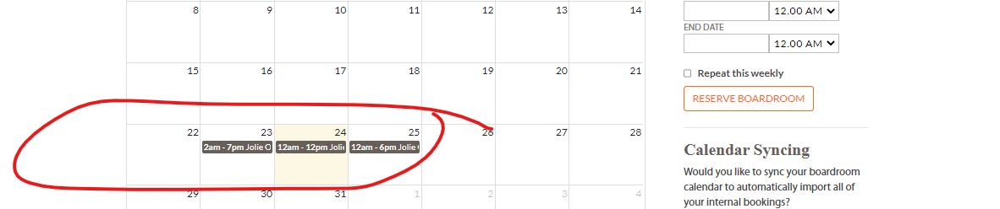 8 9 10 11 12 13 14
15 16 17 18 19 20 21
22 23 24 25 26 27 28
2am - 7pm Jolie O 12am - 12pm Jolie 12am - 6pm Jolie
29 30 31 1 2 3 4
12.00 AM
END DATE
12.00 AM
Repeat this weekly
RESERVE BOARDROOM
Calendar Syncing
Would you like to sync your boardroom
calendar to automatically import all of
your internal bookings?